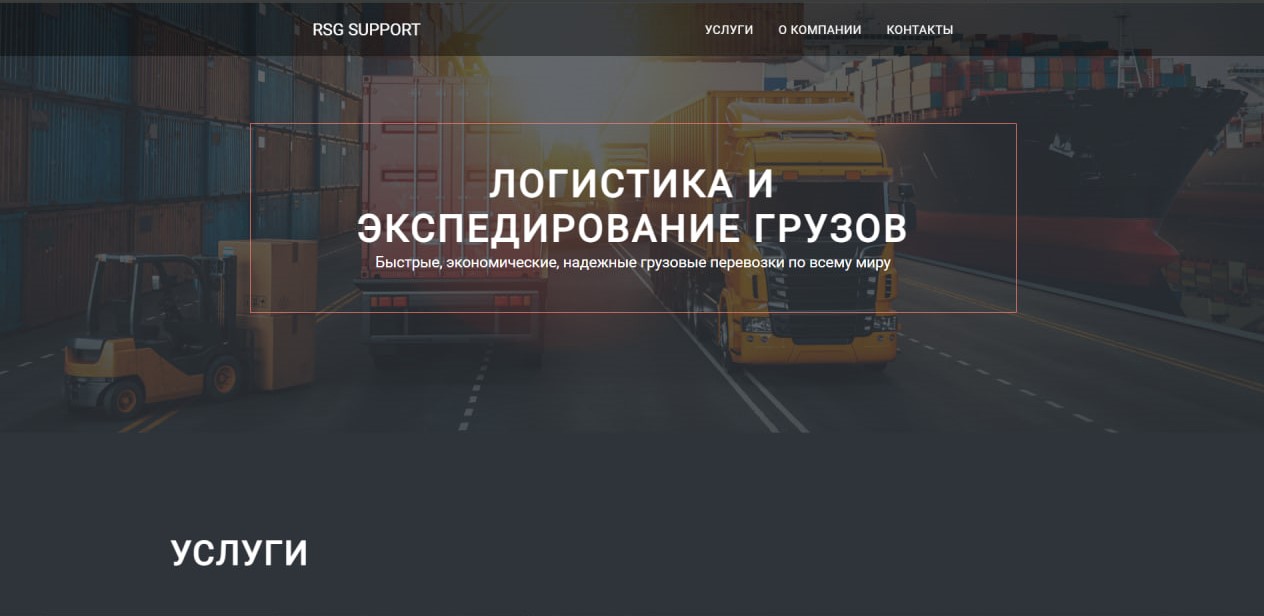 RSG SUPPORT
УСЛУГИ О КОМПАНИИ КОНТАКТЫ
ЛОГИСТИКА И
ЭКСПЕДИРОВАНИЕ ГРУЗОВ
Быстрые, экономические, надежные грузовые перевозки по всему миру
УСЛУГИ